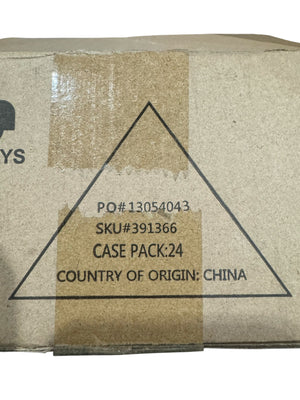 YS
PO#13054043
SKU#391366
CASE PACK:24
COUNTRY OF ORIGIN: CHINA